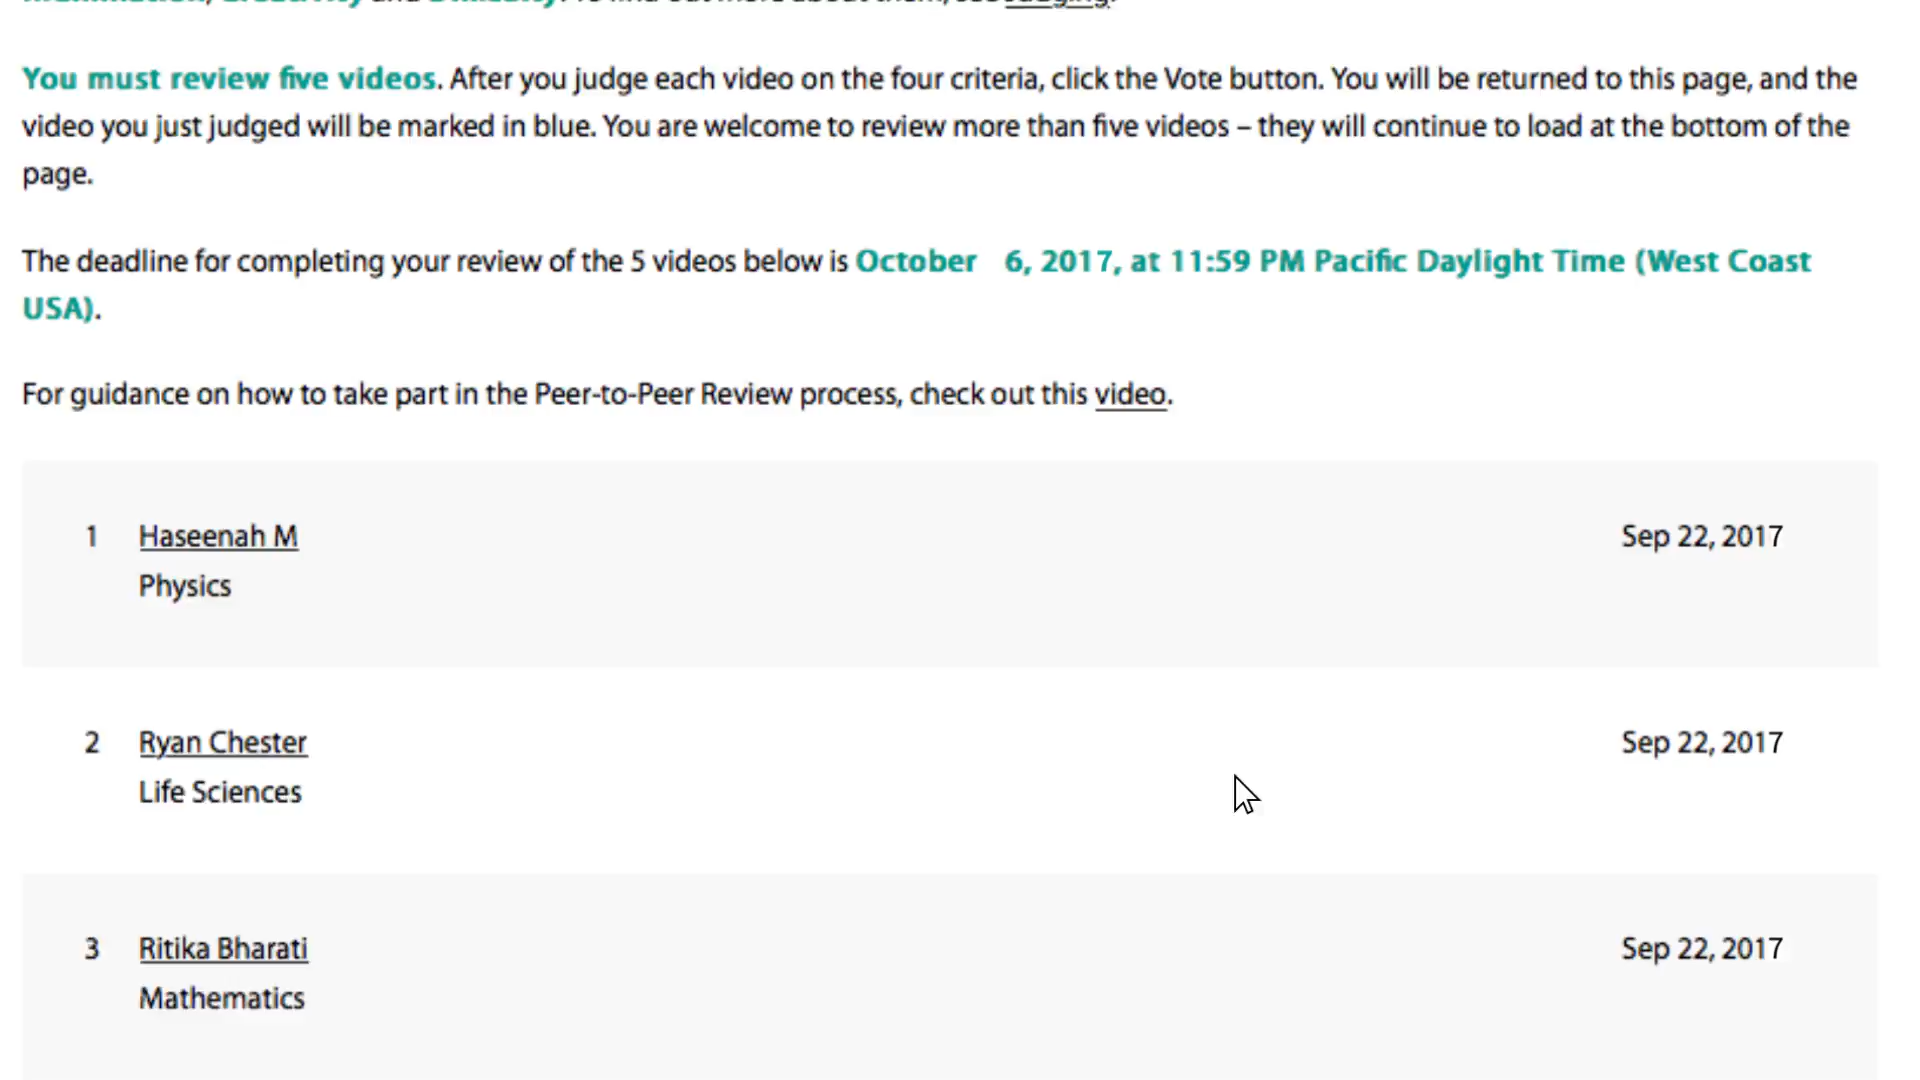 and
You must review five videos. After you judge each video on the four criteria, click the Vote button. You will be returned to this page, and the
video you just judged will be marked in blue. You are welcome to review more than five videos – they will continue to load at the bottom of the
page.
The deadline for completing your review of the 5 videos below is October 6, 2017, at 11:59 PM Pacific Daylight Time (West Coast
USA).
For guidance on how to take part in the Peer-to-Peer Review process, check out this video.
1 Haseenah M Sep 22, 2017
Physics
2 Ryan Chester Sep 22, 2017
Life Sciences
3 Ritika Bharati Sep 22, 2017
Mathematics